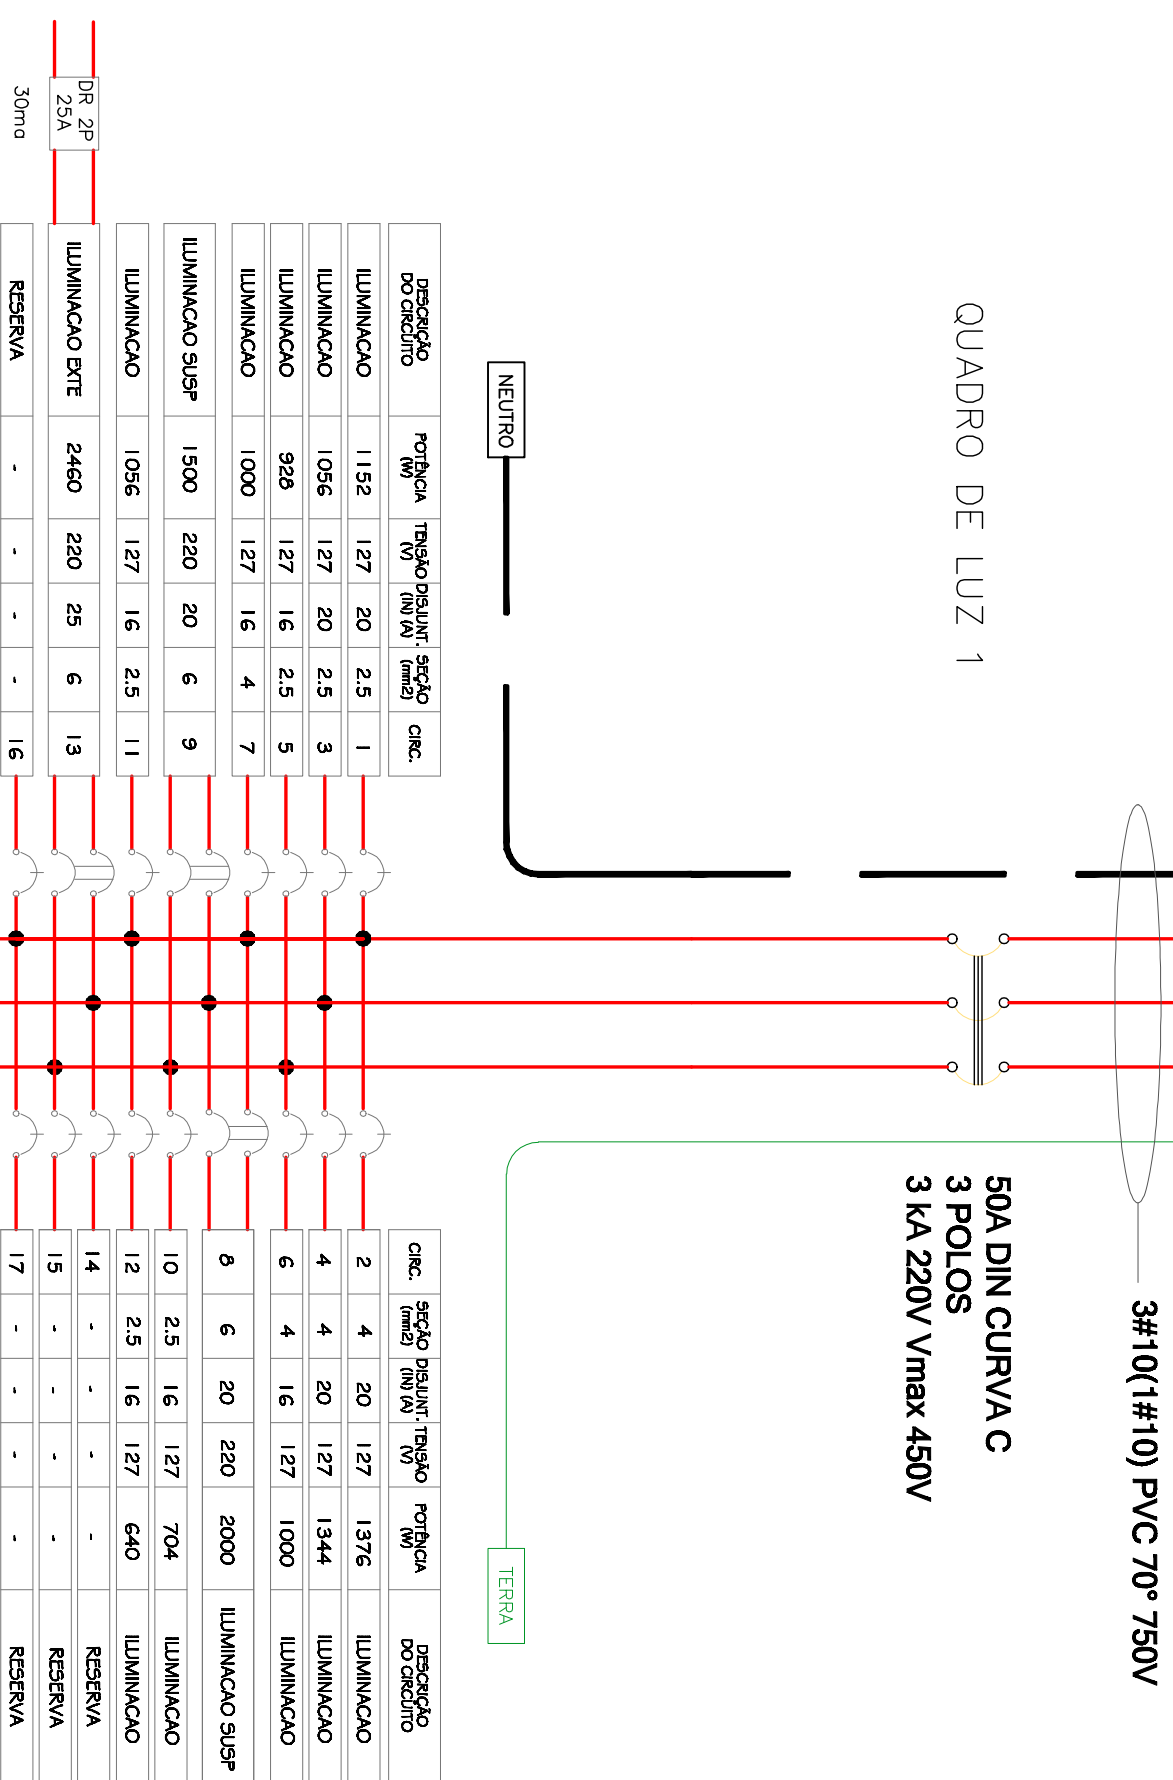 3#10(1#10) PVC 70° 750V
QUADRO DE LUZ 1
50A DIN CURVA C
3 POLOS
3 kA 220V Vmax 450V
NEUTRO
TERRA
DESCRIÇÃO DO CIRCUITO POTÊNCIA (W) TENSÃO (V) DISJUNT. (IN) (A) SEÇÃO (mm2) CIRC.
ILUMINACAO 1152 127 20 2.5 1
ILUMINACAO 1056 127 20 2.5 3
ILUMINACAO 928 127 16 2.5 5
ILUMINACAO 1000 127 16 4 7
ILUMINACAO SUSP 1500 220 20 6 9
ILUMINACAO 1056 127 16 2.5 11
ILUMINACAO EXTE 2460 220 25 6 13
RESERVA - - - - 16
DR 2P
25A
30ma
CIRC. SEÇÃO (mm2) DISJUNT. (IN) (A) TENSÃO (V) POTÊNCIA (W) DESCRIÇÃO DO CIRCUITO
2 4 20 127 1376 ILUMINACAO
4 4 20 127 1344 ILUMINACAO
6 4 16 127 1000 ILUMINACAO
8 6 20 220 2000 ILUMINACAO SUSP
10 2.5 16 127 704 ILUMINACAO
12 2.5 16 127 640 ILUMINACAO
14 - - - - RESERVA
15 - - - - RESERVA
17 - - - - RESERVA